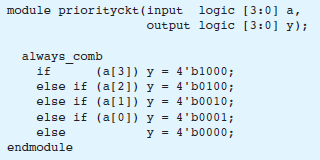 module priorityckt(input logic [3:0] a,
output logic [3:0] y);
always_comb
if (a[3]) y = 4'b1000;
else if (a[2]) y = 4'b0100;
else if (a[1]) y = 4'b0010;
else if (a[0]) y = 4'b0001;
else y = 4'b0000;
endmodule